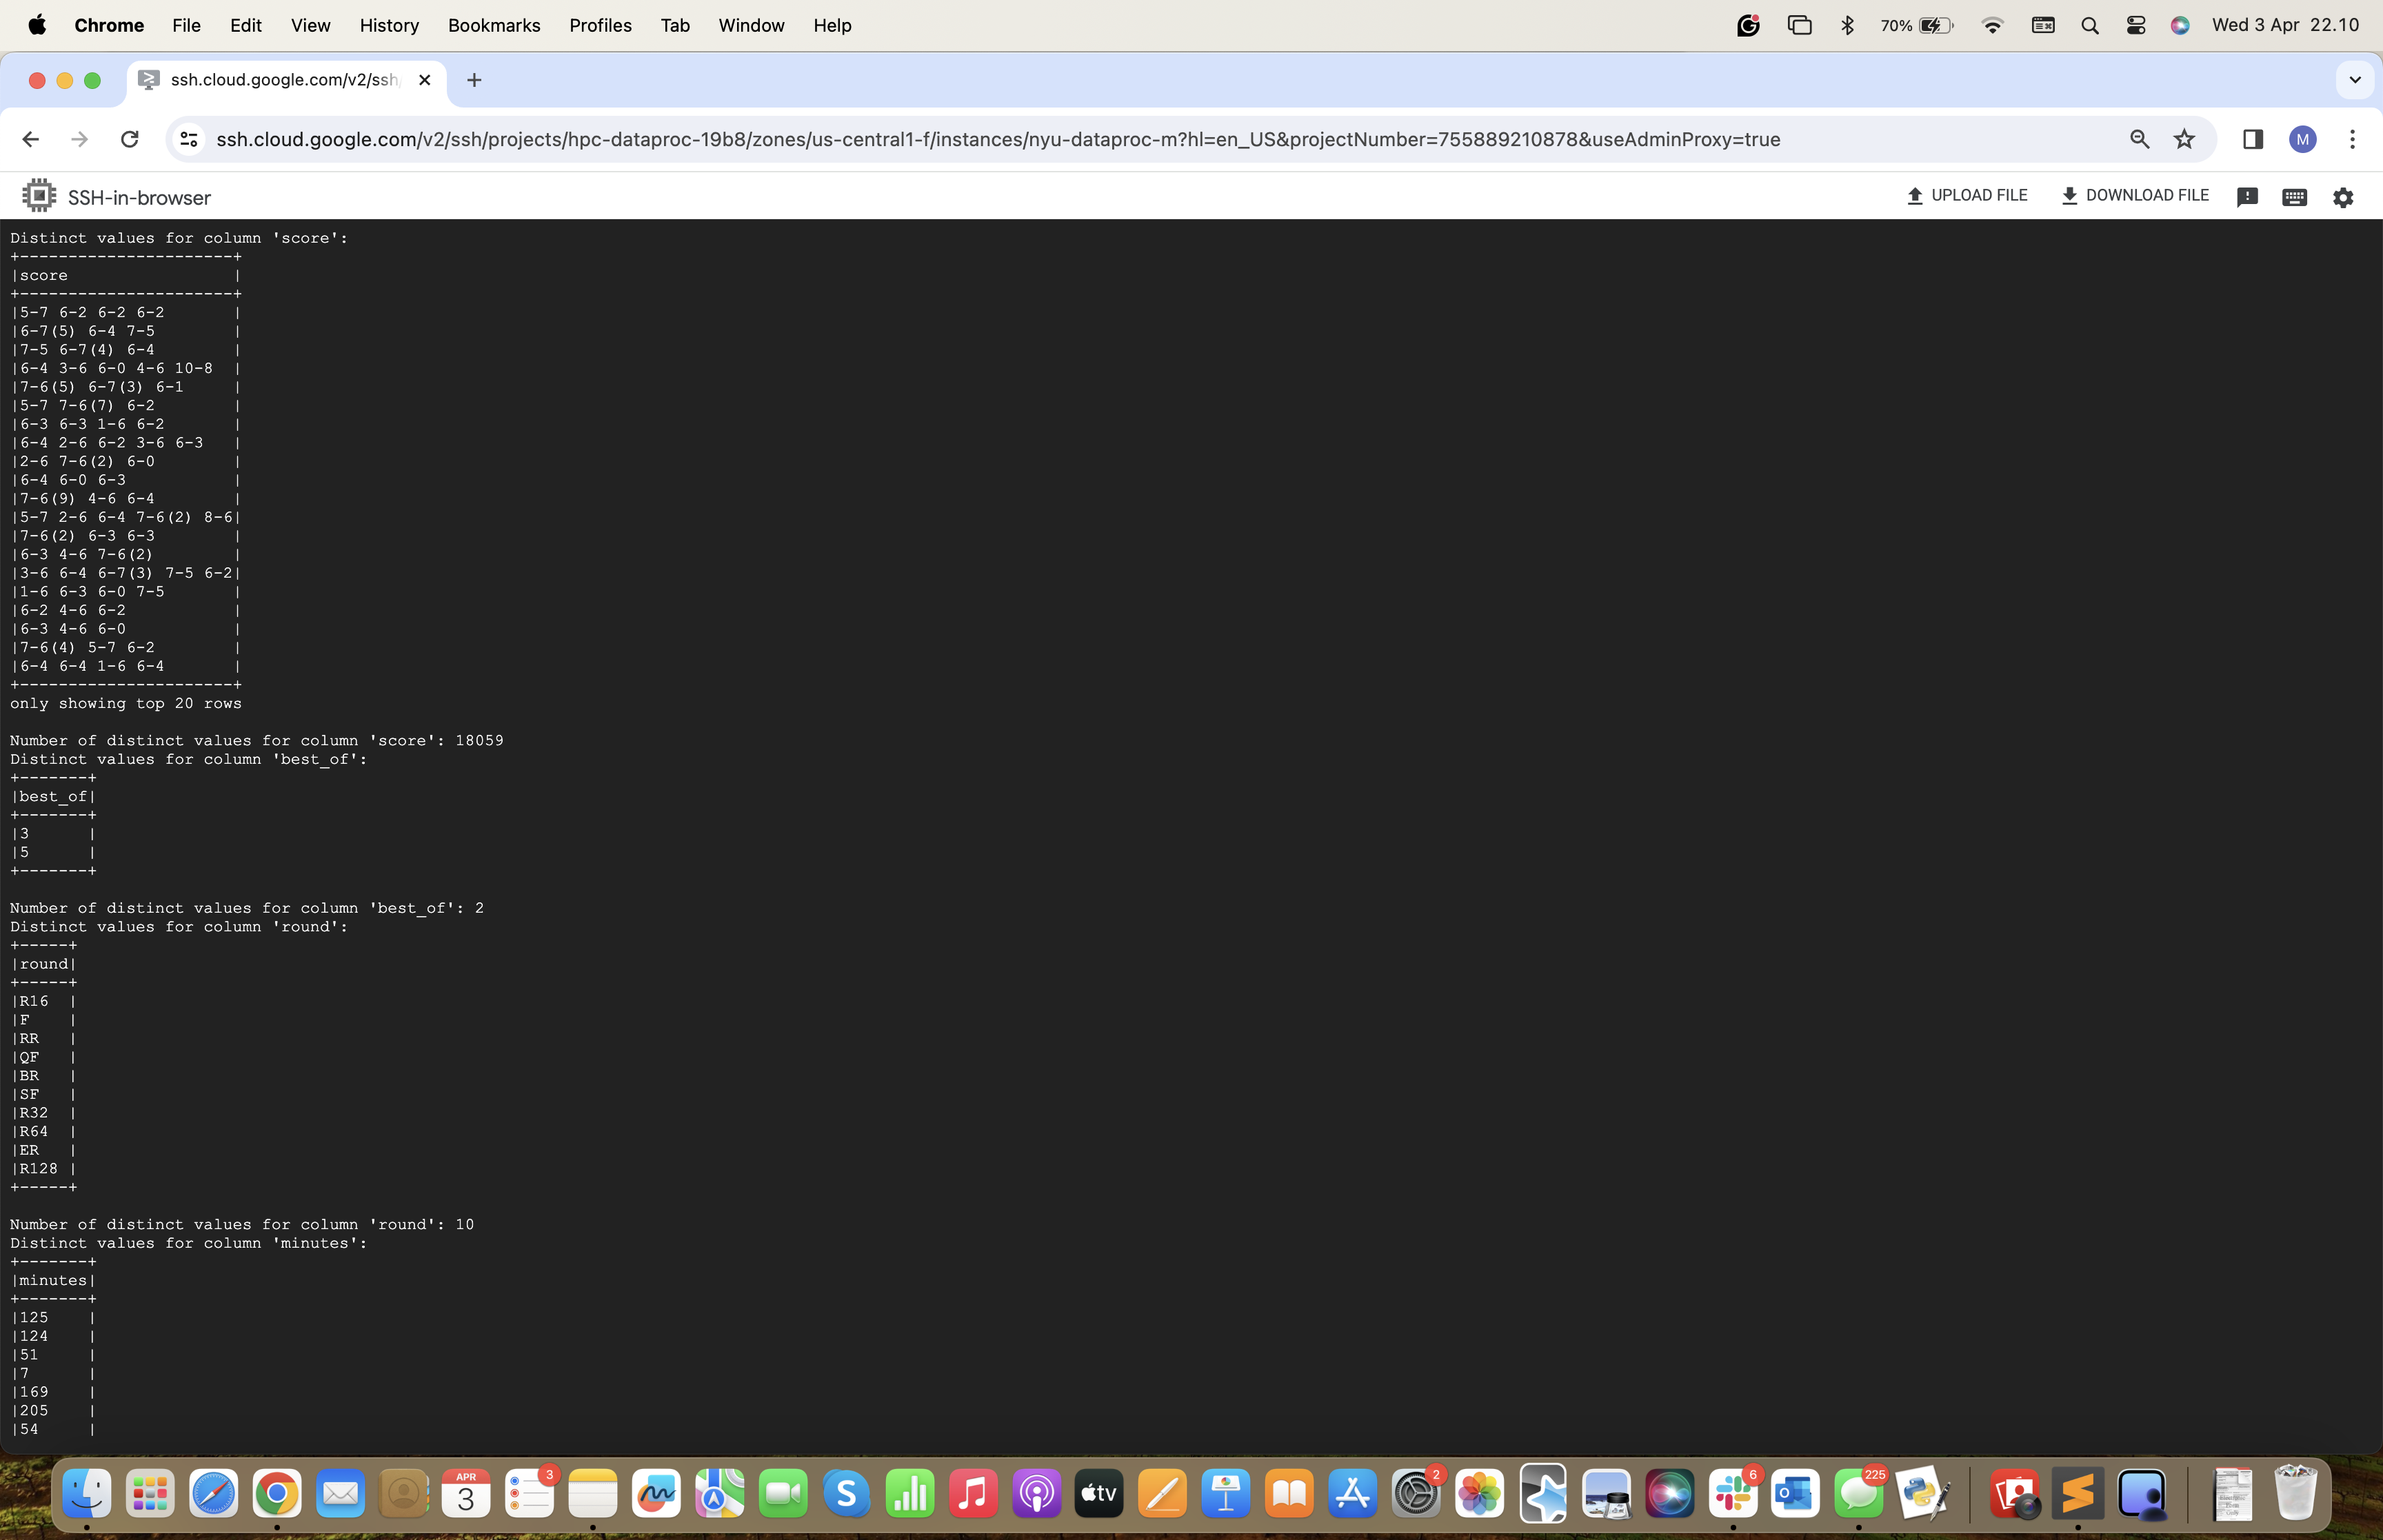 Chrome File Edit View History Bookmarks Profiles Tab Window Help 70% Wed 3 Apr 22.10
ssh.cloud.google.com/v2/ssh
ssh.cloud.google.com/v2/ssh/projects/hpc-dataproc-19b8/zones/us-central1-f/instances/nyu-dataproc-m?hl=en_US&projectNumber=755889210878&useAdminProxy=true M
SSH-in-browser UPLOAD FILE DOWNLOAD FILE
Distinct values for column 'score':
+----------------------+
|score                 |
+----------------------+
|5-7 6-2 6-2 6-2       |
|6-7(5) 6-4 7-5        |
|7-5 6-7(4) 6-4        |
|6-4 3-6 6-0 4-6 10-8  |
|7-6(5) 6-7(3) 6-1     |
|5-7 7-6(7) 6-2        |
|6-3 6-3 1-6 6-2       |
|6-4 2-6 6-2 3-6 6-3   |
|2-6 7-6(2) 6-0        |
|6-4 6-0 6-3           |
|7-6(9) 4-6 6-4        |
|5-7 2-6 6-4 7-6(2) 8-6|
|7-6(2) 6-3 6-3        |
|6-3 4-6 7-6(2)        |
|3-6 6-4 6-7(3) 7-5 6-2|
|1-6 6-3 6-0 7-5       |
|6-2 4-6 6-2           |
|6-3 4-6 6-0           |
|7-6(4) 5-7 6-2        |
|6-4 6-4 1-6 6-4       |
+----------------------+
only showing top 20 rows
Number of distinct values for column 'score': 18059
Distinct values for column 'best_of':
+-------+
|best_of|
+-------+
|3      |
|5      |
+-------+
Number of distinct values for column 'best_of': 2
Distinct values for column 'round':
+-----+
|round|
+-----+
|R16  |
|F    |
|RR   |
|QF   |
|BR   |
|SF   |
|R32  |
|R64  |
|ER   |
|R128 |
+-----+
Number of distinct values for column 'round': 10
Distinct values for column 'minutes':
+-------+
|minutes|
+-------+
|125    |
|124    |
|51     |
|7      |
|169    |
|205    |
|54     |
APR 3 3 tv 2 6 225